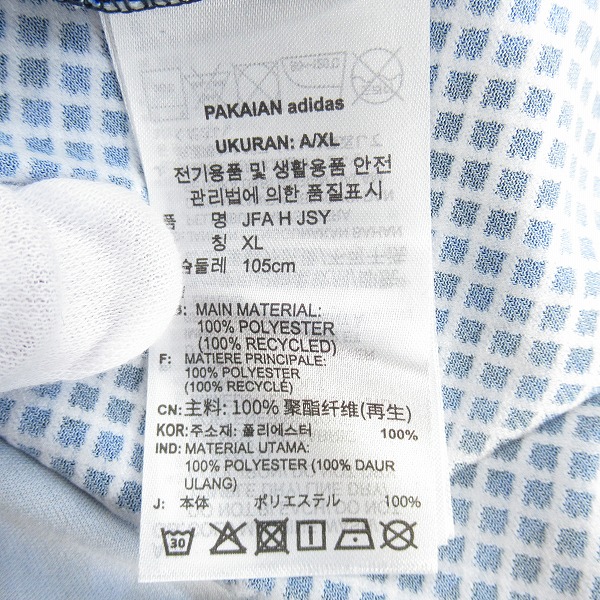 PAKAIAN adidas
UKURAN: A/XL
전기용품 및 생활용품 안전
관리법에 의한 품질표시
품 명 JFA H JSY
칭 XL
슴둘레 105cm
MAIN MATERIAL:
100% POLYESTER
(100% RECYCLED)
F: MATIÈRE PRINCIPALE:
100% POLYESTER
(100% RECYCLÉ)
CN: 主料: 100% 聚酯纤维(再生)
KOR: 주소재: 폴리에스터 100%
IND: MATERIAL UTAMA:
100% POLYESTER (100% DAUR
ULANG)
J: 本体 ポリエステル 100%
30